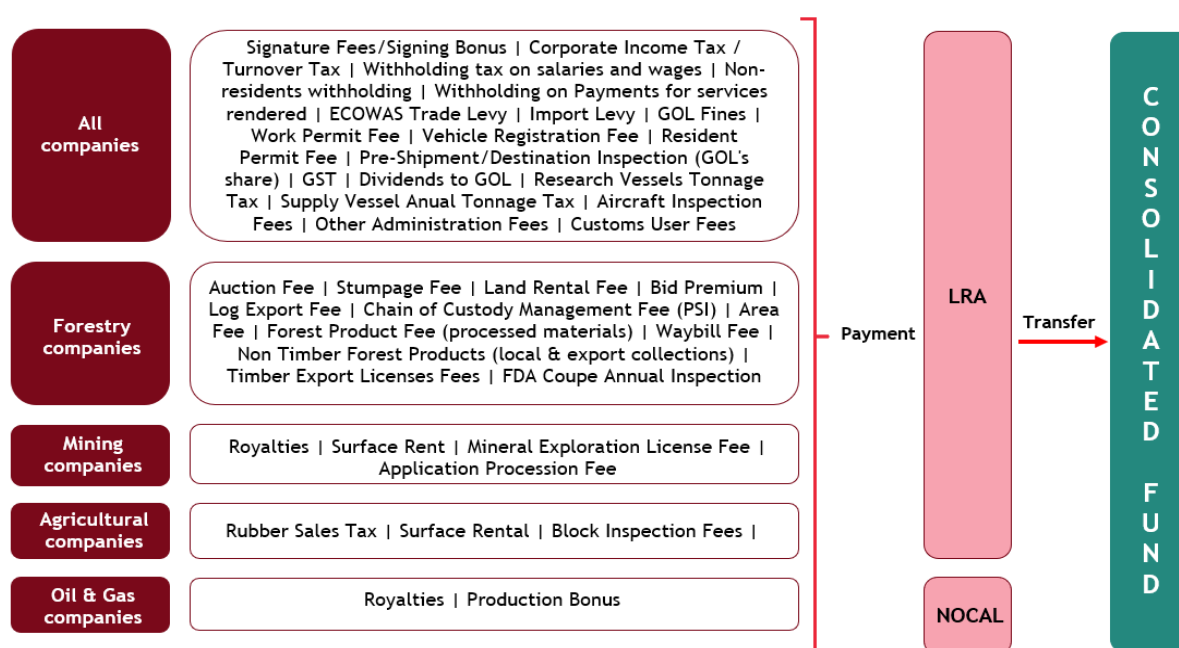 All
companies
Signature Fees/Signing Bonus | Corporate Income Tax /
Turnover Tax | Withholding tax on salaries and wages | Non-
residents withholding | Withholding on Payments for services
rendered | ECOWAS Trade Levy | Import Levy | GOL Fines |
Work Permit Fee | Vehicle Registration Fee | Resident
Permit Fee | Pre-Shipment/Destination Inspection (GOL's
share) | GST | Dividends to GOL | Research Vessels Tonnage
Tax | Supply Vessel Anual Tonnage Tax | Aircraft Inspection
Fees | Other Administration Fees | Customs User Fees
Forestry
companies
Auction Fee | Stumpage Fee | Land Rental Fee | Bid Premium |
Log Export Fee | Chain of Custody Management Fee (PSI) | Area
Fee | Forest Product Fee (processed materials) | Waybill Fee |
Non Timber Forest Products (local & export collections) |
Timber Export Licenses Fees | FDA Coupe Annual Inspection
Mining
companies
Royalties | Surface Rent | Mineral Exploration License Fee |
Application Procession Fee
Agricultural
companies
Rubber Sales Tax | Surface Rental | Block Inspection Fees |
Oil & Gas
companies
Royalties | Production Bonus
Payment
LRA
NOCAL
Transfer
CONSOLIDATED FUND